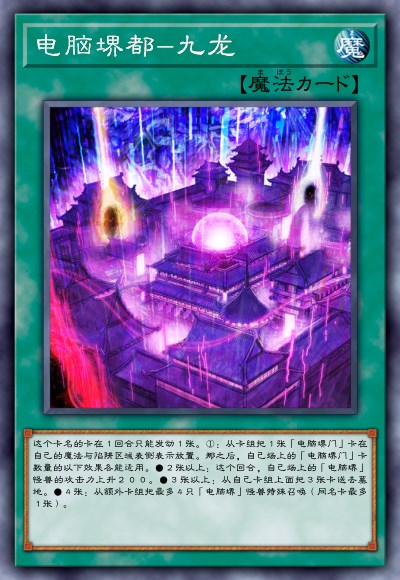 电脑堺都-九龙
魔
【魔法カード】
まほう
这个卡名的卡在1回合只能发动1张。①:从卡组把1张「电脑堺门」卡在
自己的魔法与陷阱区域表侧表示放置。那之后,自己场上的「电脑堺门」卡
数量的以下效果各能适用。●2张以上:这个回合,自己场上的「电脑堺」
怪兽的攻击力上升200。●3张以上:从自己卡组上面把3张卡送去墓
地。●4张:从额外卡组把最多4只「电脑堺」怪兽特殊召唤(同名卡最多
1张)。